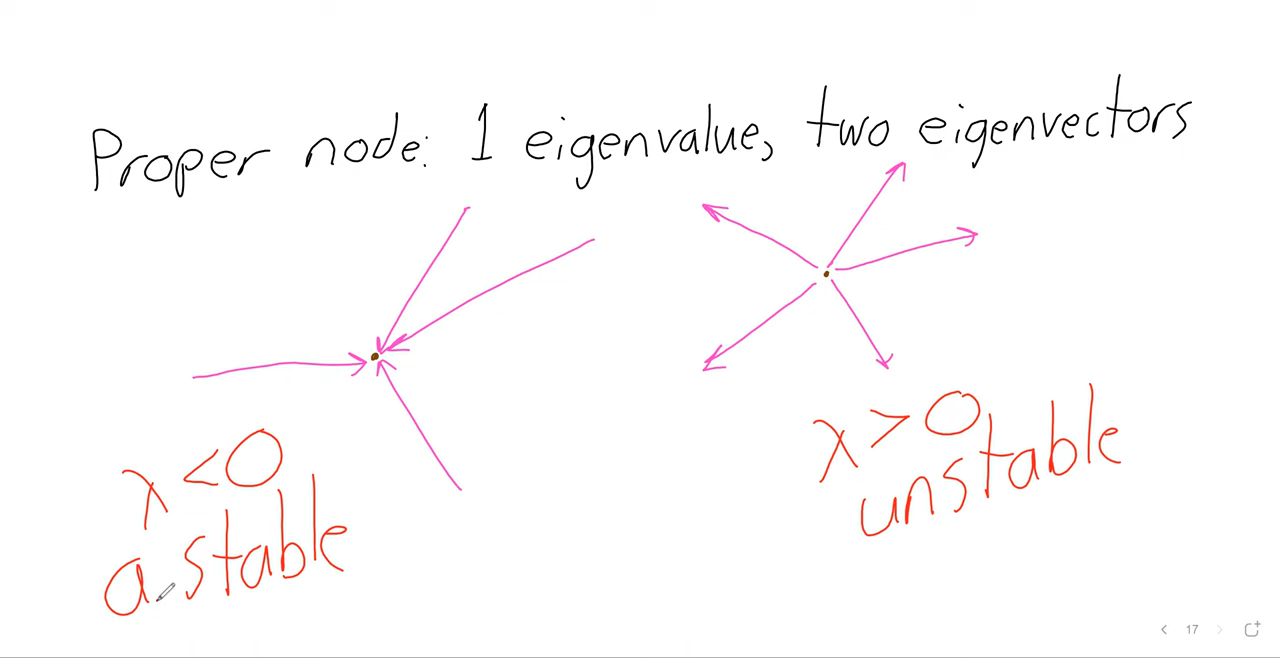 Proper node: 1 eigenvalue, two eigenvectors
λ < 0
a.stable
λ > 0
unstable
17